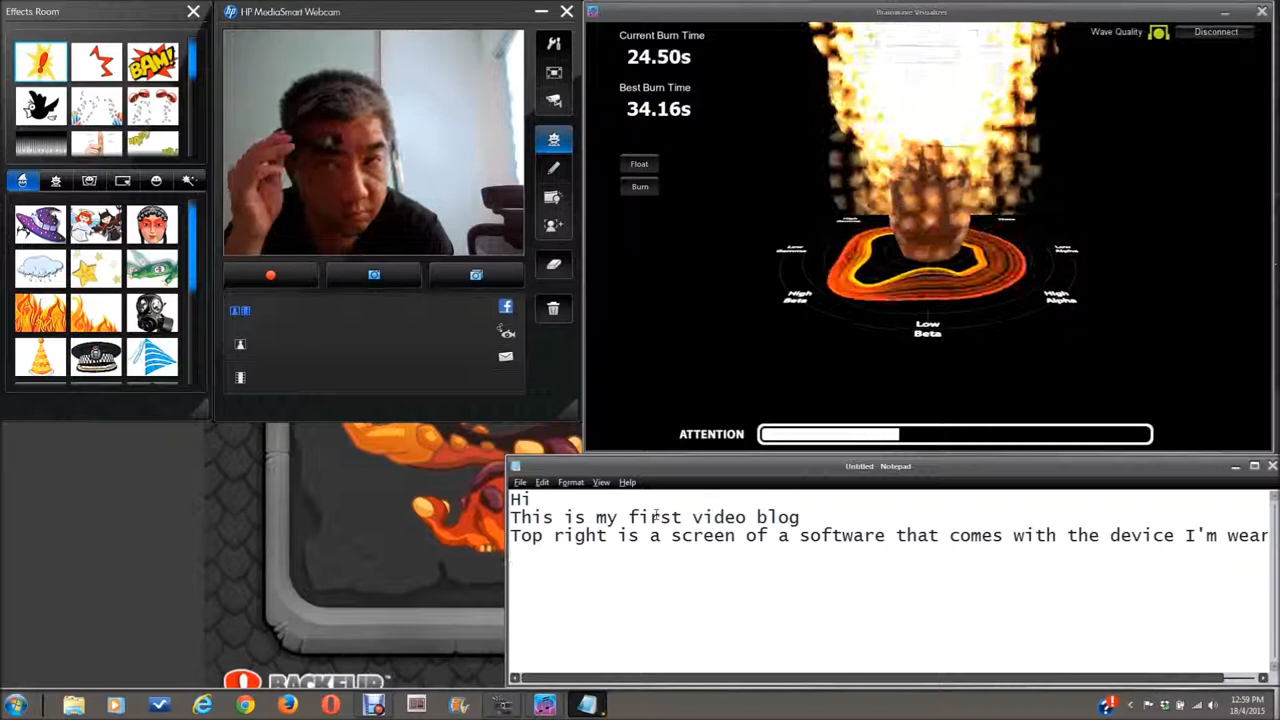 Effects Room
HP MediaSmart Webcam
Brainwave Visualizer
Current Burn Time
24.50s
Best Burn Time
34.16s
Wave Quality
Disconnect
Float
Burn
BAM!
High
Beta
Low
Beta
High
Alpha
ATTENTION
Untitled - Notepad
File Edit Format View Help
Hi
This is my first video blog
Top right is a screen of a software that comes with the device I'm wear
BACKFLIP
12:59 PM
18/4/2015